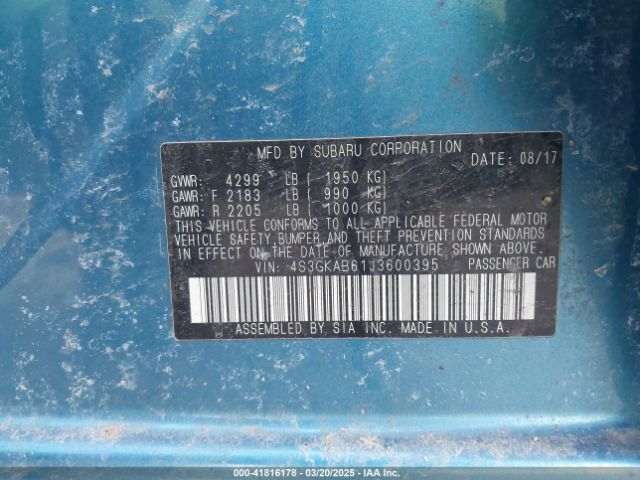 MFD BY SUBARU CORPORATION
DATE: 08/17
GVWR: 4299 LB ( 1950 KG)
GAWR: F 2183 LB ( 990 KG)
GAWR: R 2205 LB ( 1000 KG)
THIS VEHICLE CONFORMS TO ALL APPLICABLE FEDERAL MOTOR
VEHICLE SAFETY, BUMPER, AND THEFT PREVENTION STANDARDS
IN EFFECT ON THE DATE OF MANUFACTURE SHOWN ABOVE.
VIN: 4S3GKAB61J3600395 PASSENGER CAR
ASSEMBLED BY SIA INC. MADE IN U.S.A.
000-41816178 — 03/20/2025 — IAA Inc.